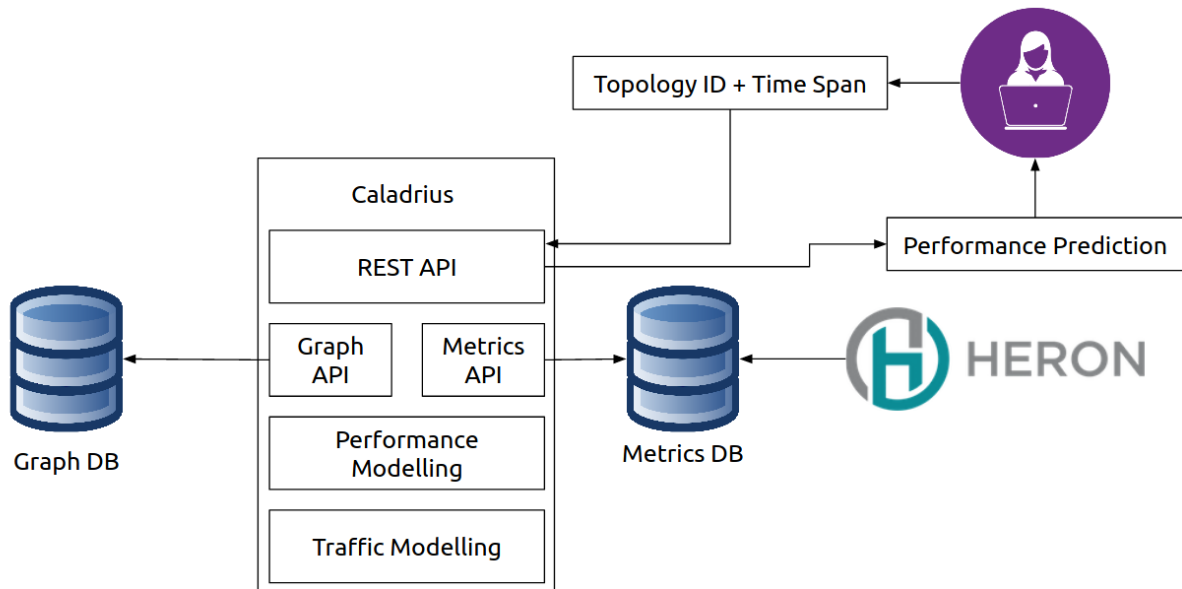 Topology ID + Time Span
Caladrius
REST API
Performance Prediction
Graph
API
Metrics
API
HERON
Performance
Modelling
Graph DB
Metrics DB
Traffic Modelling